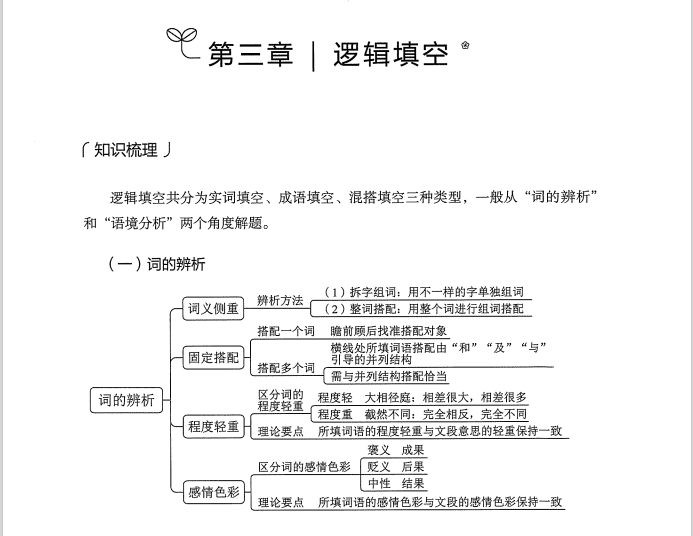 第三章 | 逻辑填空
知识梳理
逻辑填空共分为实词填空、成语填空、混搭填空三种类型，一般从“词的辨析”
和“语境分析”两个角度解题。
（一）词的辨析
词的辨析
词义侧重
辨析方法
（1）拆字组词：用不一样的字单独组词
（2）整词搭配：用整个词进行组词搭配
固定搭配
搭配一个词 瞻前顾后找准搭配对象
搭配多个词
横线处所填词语搭配由“和”“及”“与”
引导的并列结构
需与并列结构搭配恰当
程度轻重
区分词的
程度轻重
程度轻 大相径庭：相差很大，相差很多
程度重 截然不同：完全相反，完全不同
理论要点 所填词语的程度轻重与文段意思的轻重保持一致
感情色彩
区分词的感情色彩
褒义 成果
贬义 后果
中性 结果
理论要点 所填词语的感情色彩与文段的感情色彩保持一致